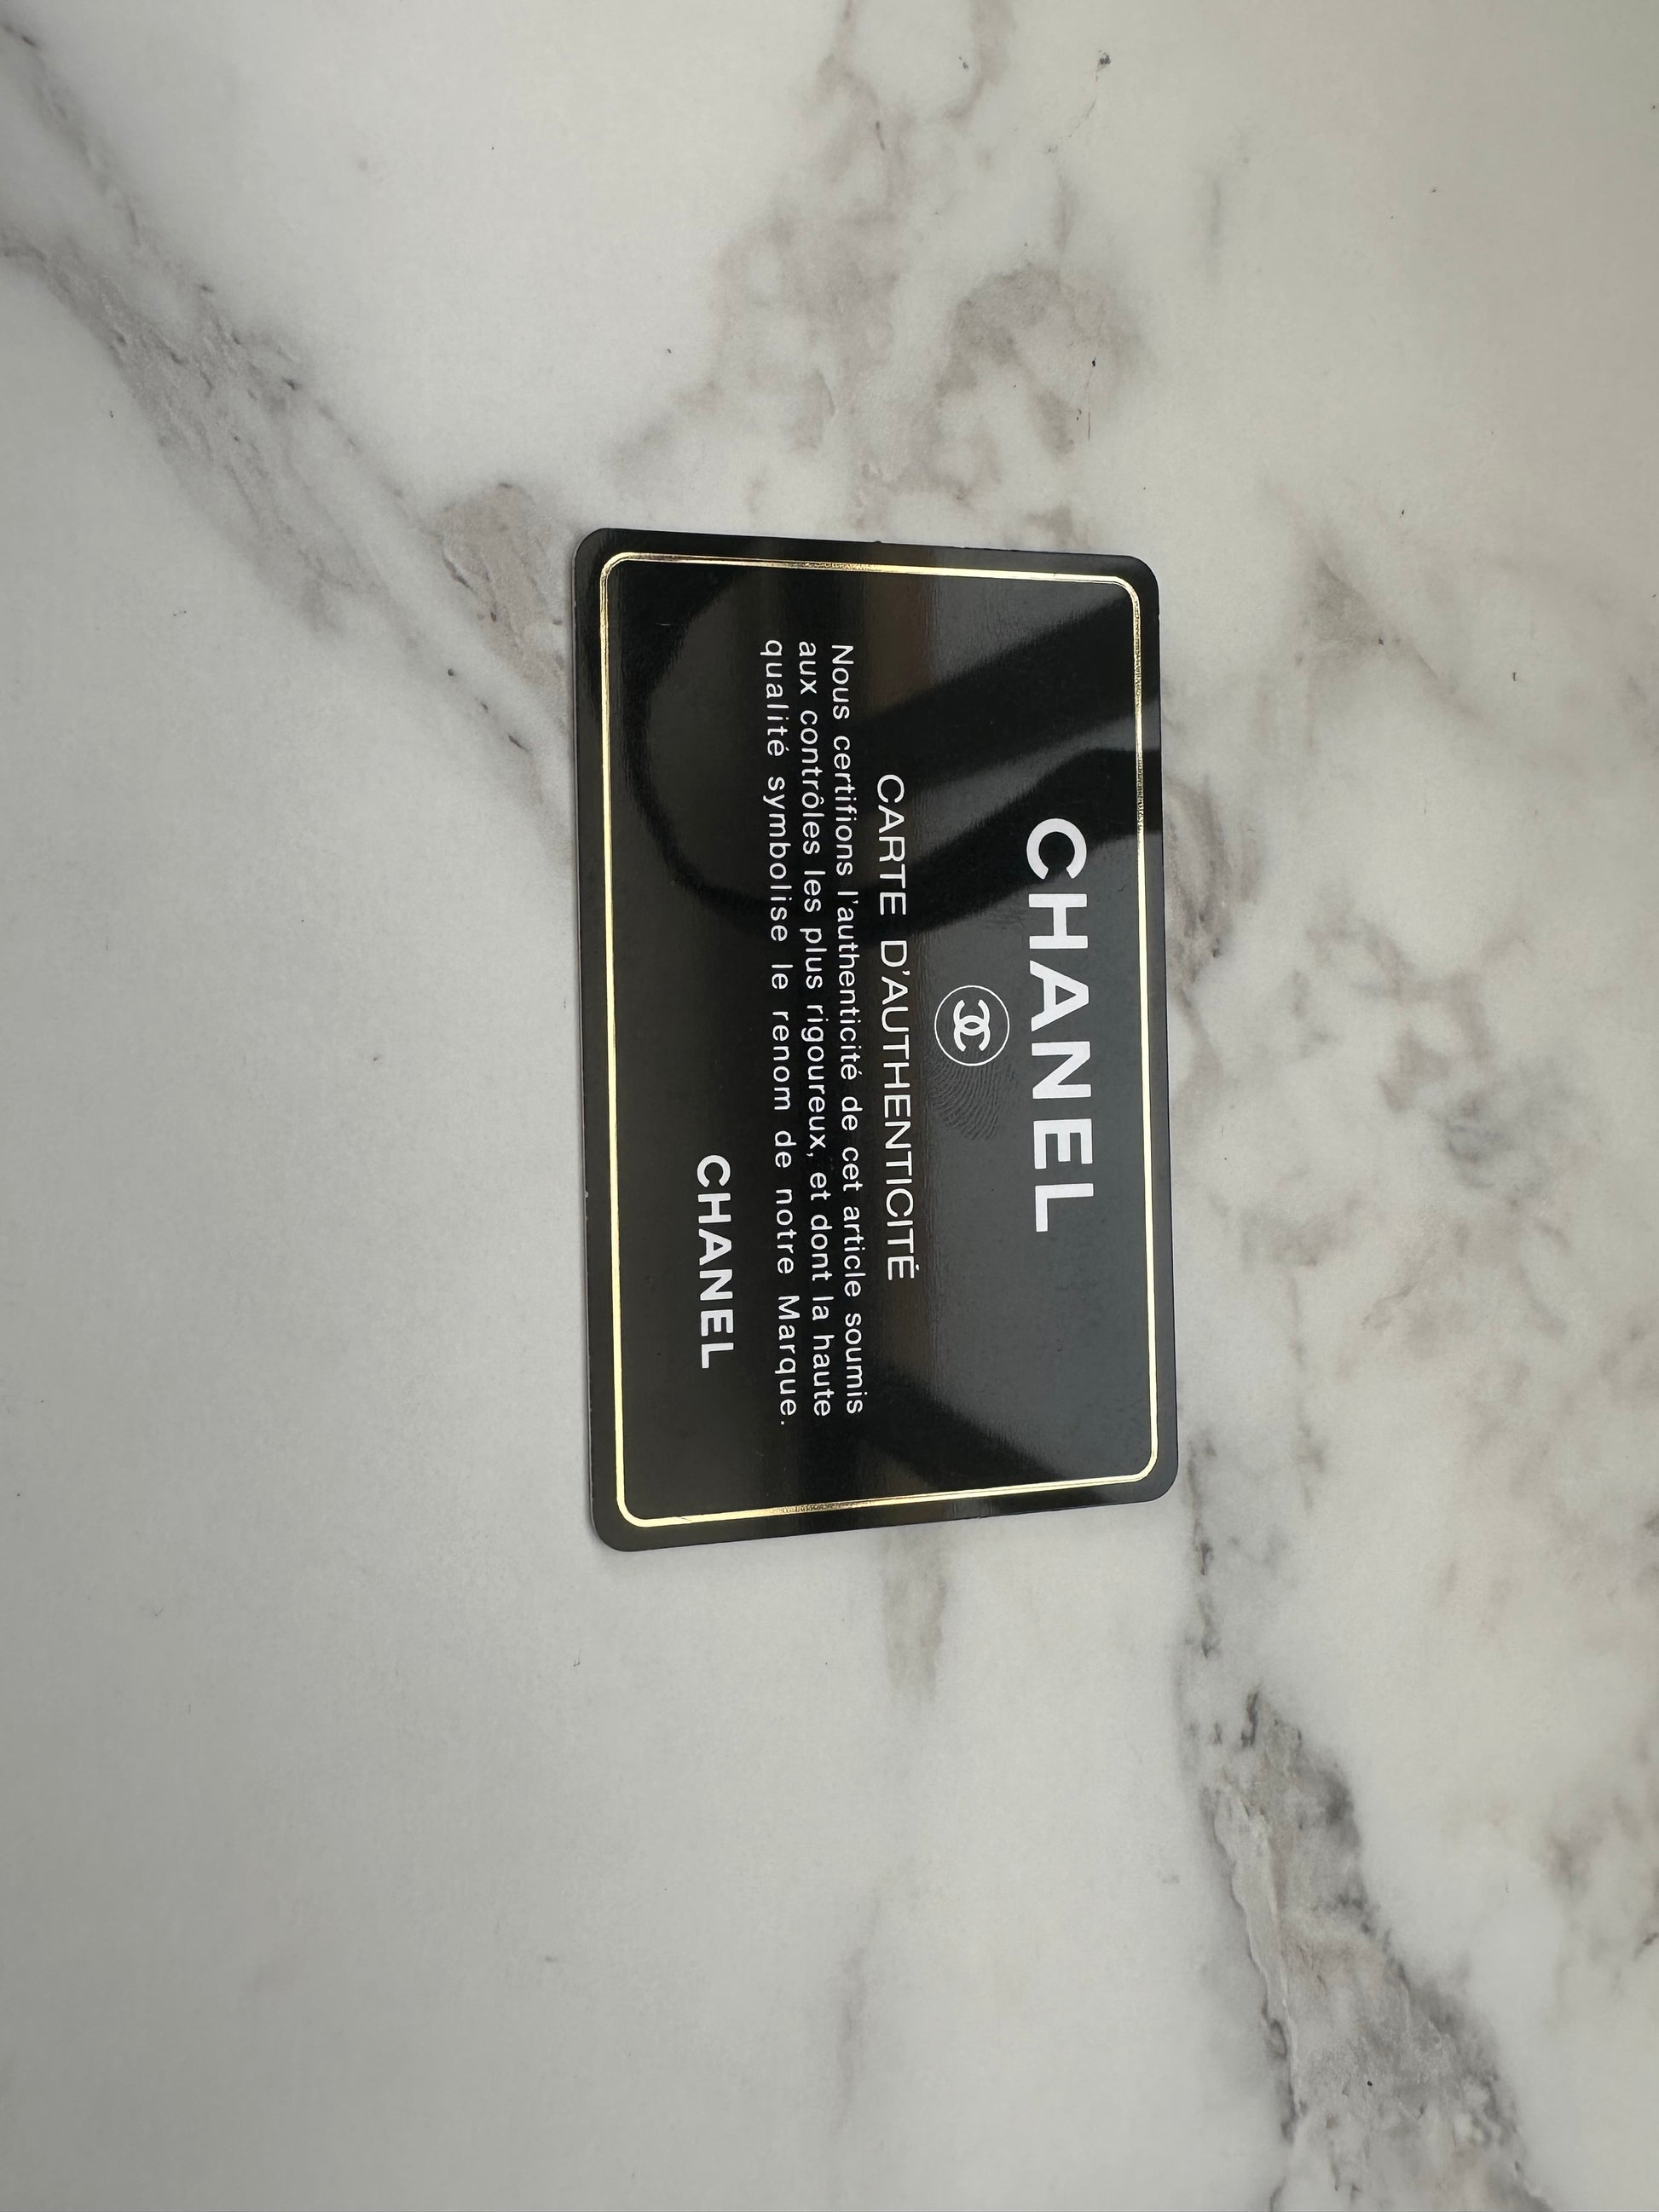 CHANEL
CARTE D'AUTHENTICITÉ
Nous certifions l'authenticité de cet article soumis
aux contrôles les plus rigoureux, et dont la haute
qualité symbolise le renom de notre Marque.
CHANEL